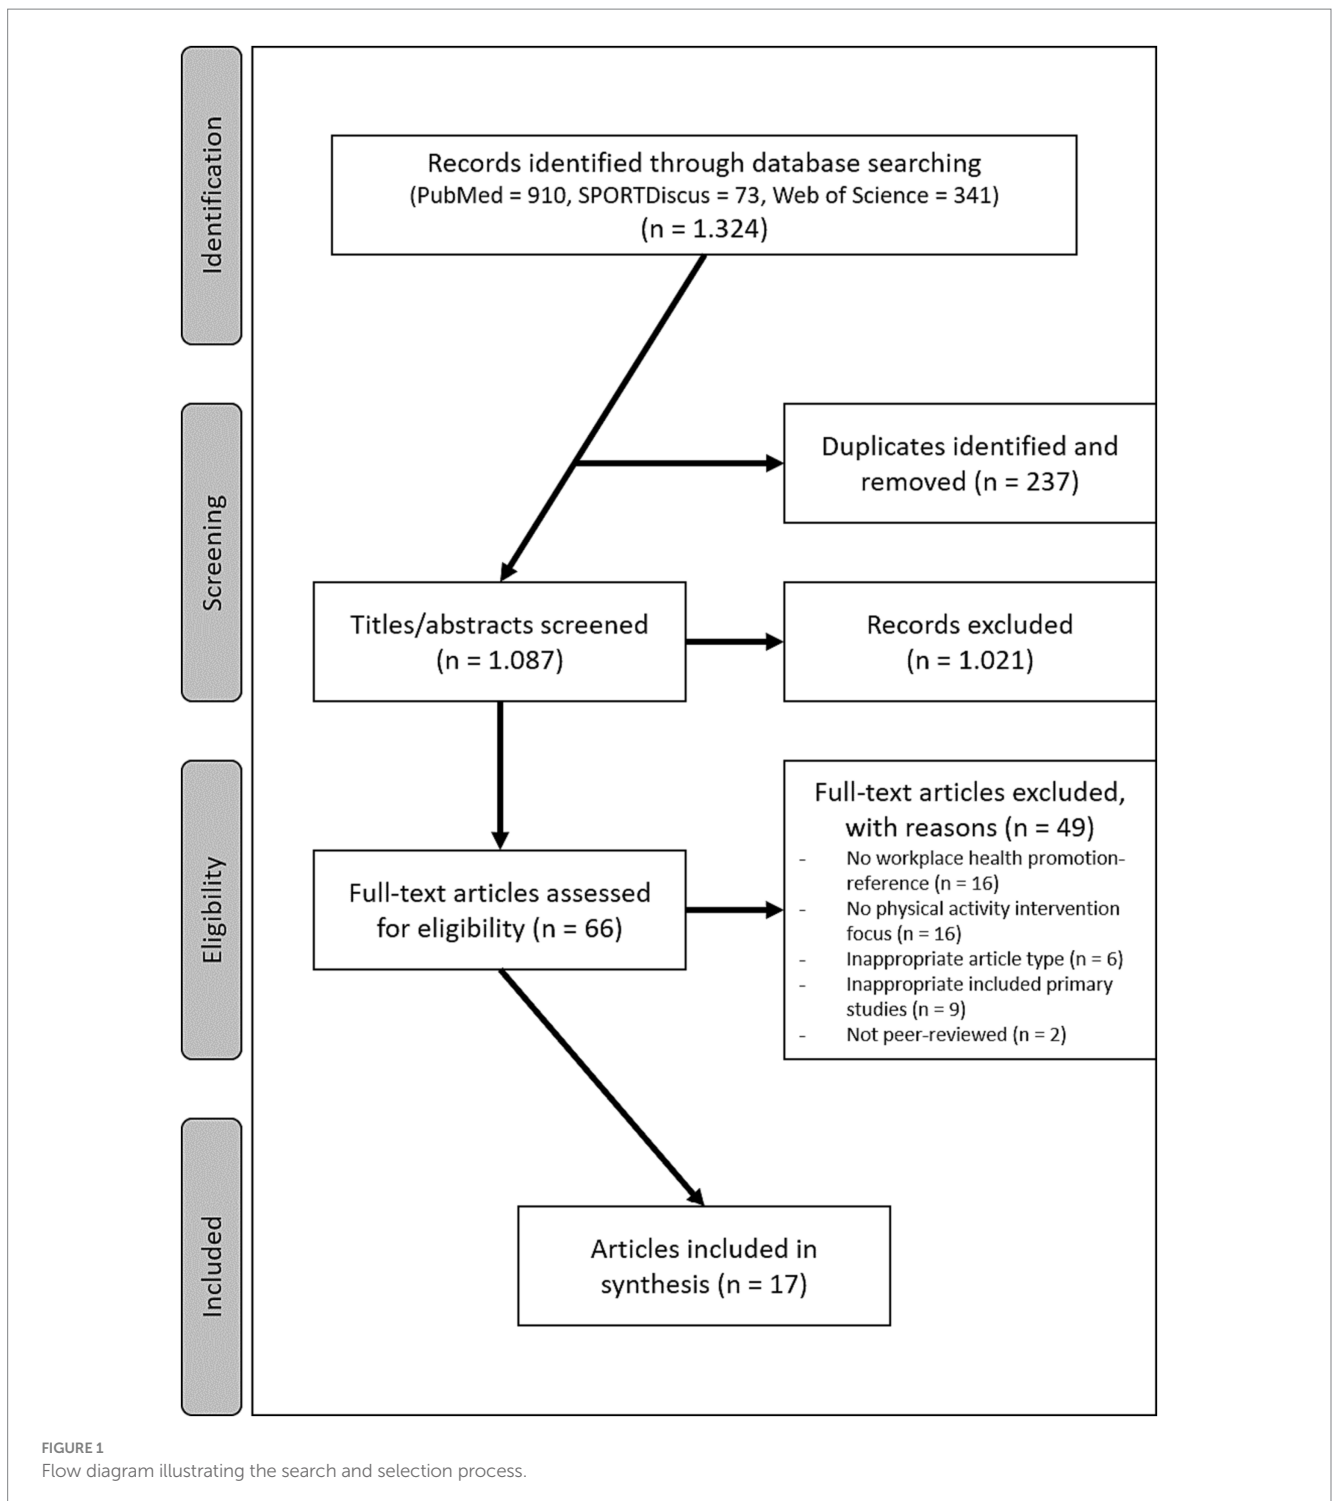 Identification
Records identified through database searching
(PubMed = 910, SPORTDiscus = 73, Web of Science = 341)
(n = 1.324)
Screening
Duplicates identified and
removed (n = 237)
Titles/abstracts screened
(n = 1.087)
Records excluded
(n = 1.021)
Eligibility
Full-text articles assessed
for eligibility (n = 66)
Full-text articles excluded,
with reasons (n = 49)
- No workplace health promotion-
reference (n = 16)
- No physical activity intervention
focus (n = 16)
- Inappropriate article type (n = 6)
- Inappropriate included primary
studies (n = 9)
- Not peer-reviewed (n = 2)
Included
Articles included in
synthesis (n = 17)
FIGURE 1
Flow diagram illustrating the search and selection process.